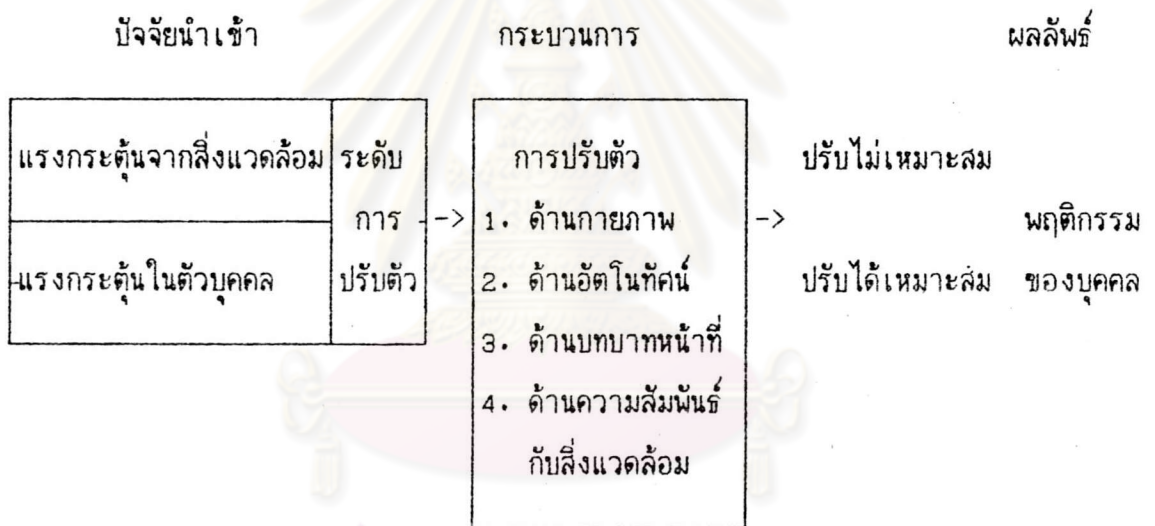 ปัจจัยนำเข้า กระบวนการ ผลลัพธ์
แรงกระตุ้นจากสิ่งแวดล้อม ระดับ การปรับตัว ปรับไม่เหมาะสม
การ -> 1. ด้านกายภาพ -> พฤติกรรม
แรงกระตุ้นในตัวบุคคล ปรับตัว 2. ด้านอัตโนทัศน์ ปรับได้เหมาะสม ของบุคคล
3. ด้านบทบาทหน้าที่
4. ด้านความสัมพันธ์
กับสิ่งแวดล้อม